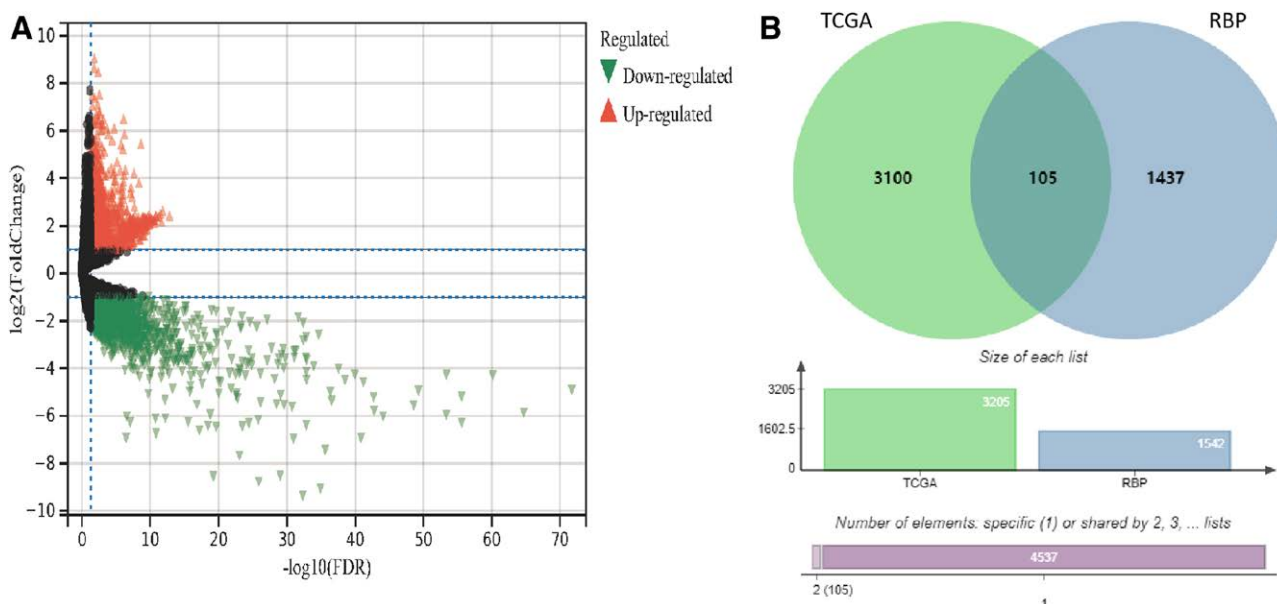 A
10
8
6
4
2
0
−2
−4
−6
−8
−10
log2(FoldChange)
0 10 20 30 40 50 60 70
-log10(FDR)
Regulated
Down-regulated
Up-regulated
B
TCGA RBP
3100 105 1437
Size of each list
3205
1602.5
0
3205
1542
TCGA RBP
Number of elements: specific (1) or shared by 2, 3, ... lists
4537
2 (105)
1